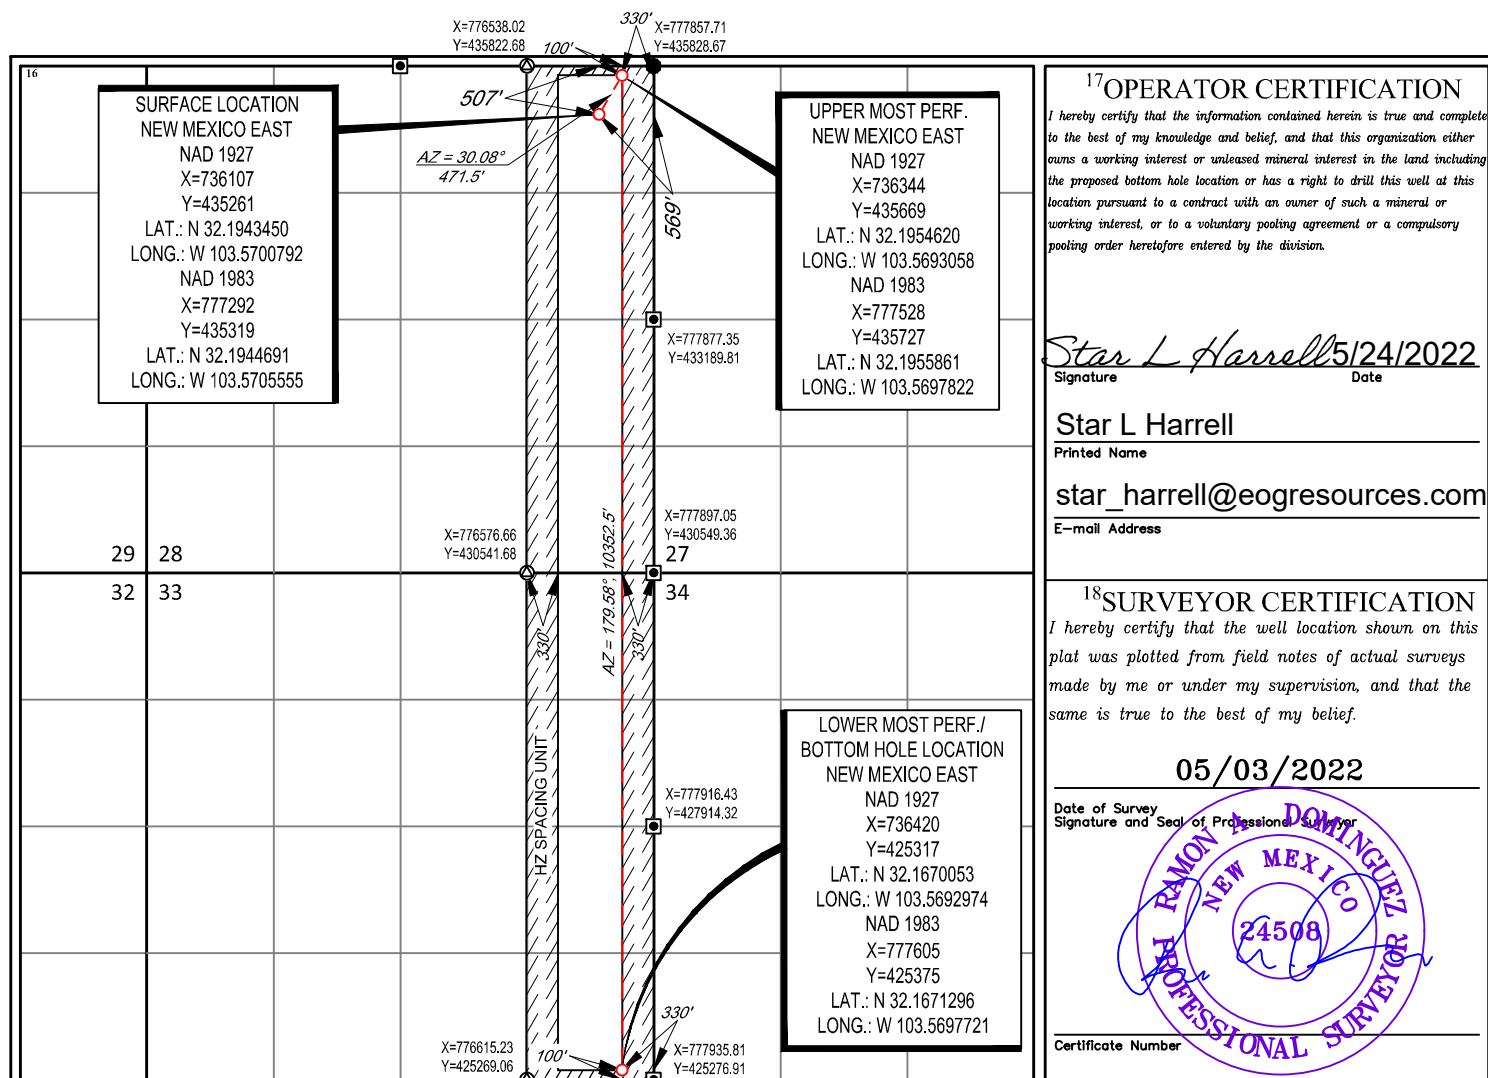 X=776538.02
Y=435822.68
100'
330'
X=777857.71
Y=435828.67
16
SURFACE LOCATION
NEW MEXICO EAST
NAD 1927
X=736107
Y=435261
LAT.: N 32.1943450
LONG.: W 103.5700792
NAD 1983
X=777292
Y=435319
LAT.: N 32.1944691
LONG.: W 103.5705555
507'
AZ = 30.08°
471.5'
569'
UPPER MOST PERF.
NEW MEXICO EAST
NAD 1927
X=736344
Y=435669
LAT.: N 32.1954620
LONG.: W 103.5693058
NAD 1983
X=777528
Y=435727
LAT.: N 32.1955861
LONG.: W 103.5697822
X=777877.35
Y=433189.81
X=776576.66
Y=430541.68
X=777897.05
Y=430549.36
29 28
27
32 33
34
AZ = 179.58°, 10352.5'
330'
330'
HZ SPACING UNIT
X=777916.43
Y=427914.32
LOWER MOST PERF./
BOTTOM HOLE LOCATION
NEW MEXICO EAST
NAD 1927
X=736420
Y=425317
LAT.: N 32.1670053
LONG.: W 103.5692974
NAD 1983
X=777605
Y=425375
LAT.: N 32.1671296
LONG.: W 103.5697721
330'
X=776615.23
Y=425269.06
100'
X=777935.81
Y=425276.91
17 OPERATOR CERTIFICATION
I hereby certify that the information contained herein is true and complete
to the best of my knowledge and belief, and that this organization either
owns a working interest or unleased mineral interest in the land including
the proposed bottom hole location or has a right to drill this well at this
location pursuant to a contract with an owner of such a mineral or
working interest, or to a voluntary pooling agreement or a compulsory
pooling order heretofore entered by the division.
Star L Harrell 5/24/2022
Signature Date
Star L Harrell
Printed Name
star_harrell@eogresources.com
E-mail Address
18 SURVEYOR CERTIFICATION
I hereby certify that the well location shown on this
plat was plotted from field notes of actual surveys
made by me or under my supervision, and that the
same is true to the best of my belief.
05/03/2022
Date of Survey
Signature and Seal of Professional Surveyor
RAMON A. DOMINGUEZ
NEW MEXICO
24508
PROFESSIONAL SURVEYOR
Certificate Number